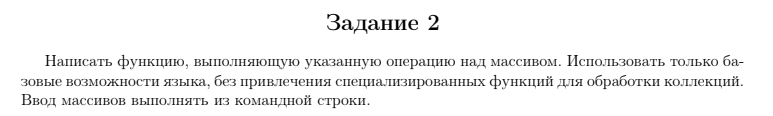 Задание 2
Написать функцию, выполняющую указанную операцию над массивом. Использовать только ба-
зовые возможности языка, без привлечения специализированных функций для обработки коллекций.
Ввод массивов выполнять из командной строки.